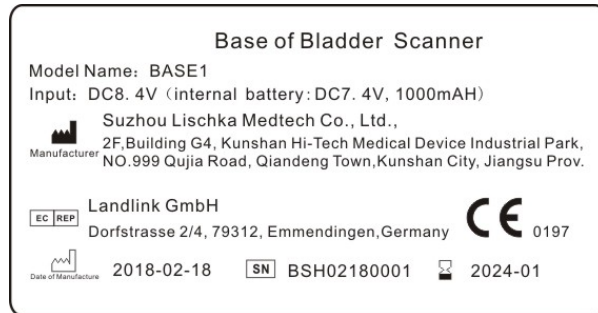 Base of Bladder Scanner
Model Name: BASE1
Input: DC8.4V (internal battery:DC7.4V, 1000mAH)
Suzhou Lischka Medtech Co., Ltd.,
Manufacturer 2F,Building G4, Kunshan Hi-Tech Medical Device Industrial Park,
NO.999 Qujia Road, Qiandeng Town,Kunshan City, Jiangsu Prov.
EC REP Landlink GmbH
Dorfstrasse 2/4, 79312, Emmendingen,Germany CE 0197
Date of Manufacture 2018-02-18 SN BSH02180001 2024-01